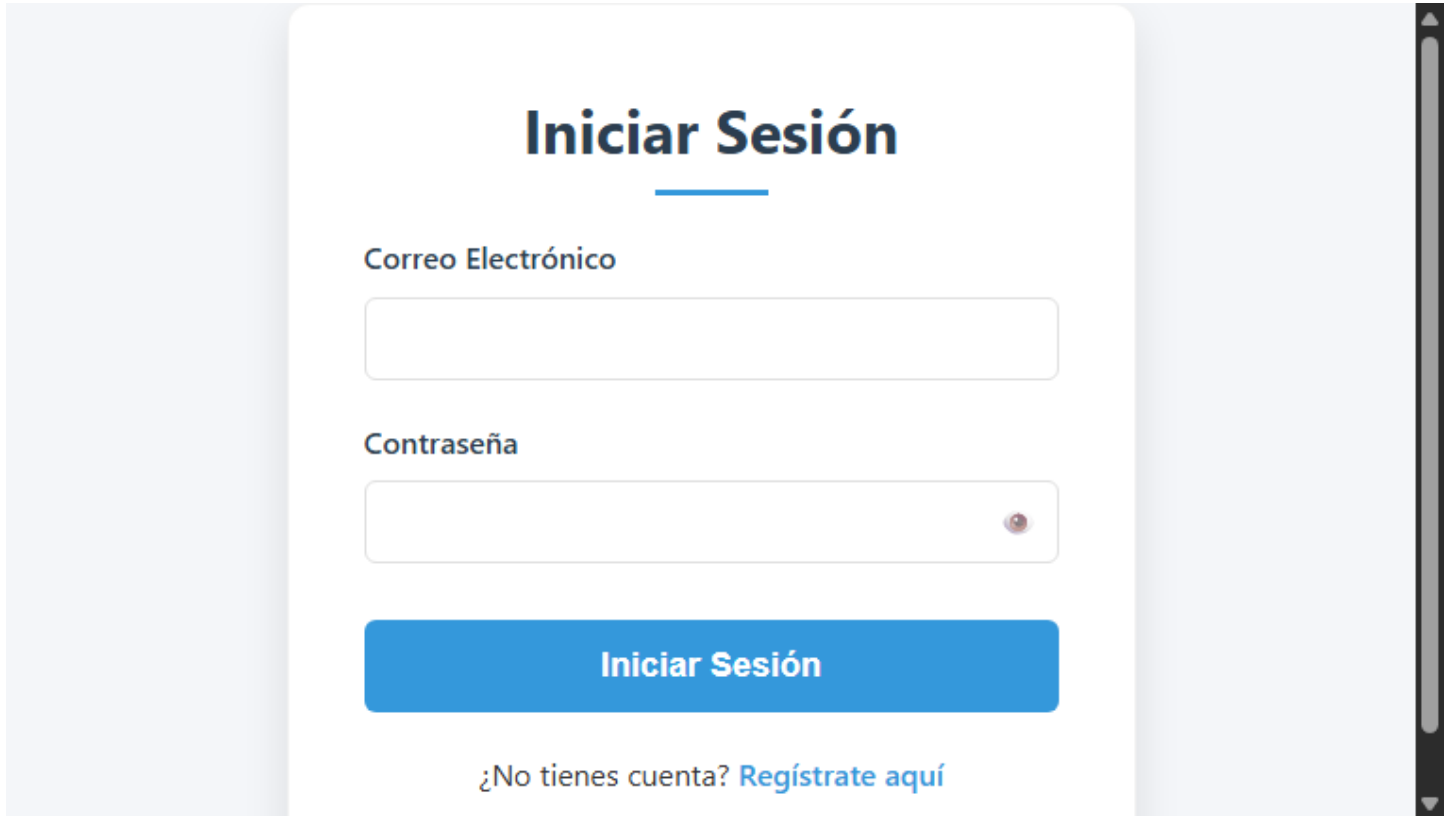 Iniciar Sesión
Correo Electrónico
Contraseña
Iniciar Sesión
¿No tienes cuenta? Regístrate aquí